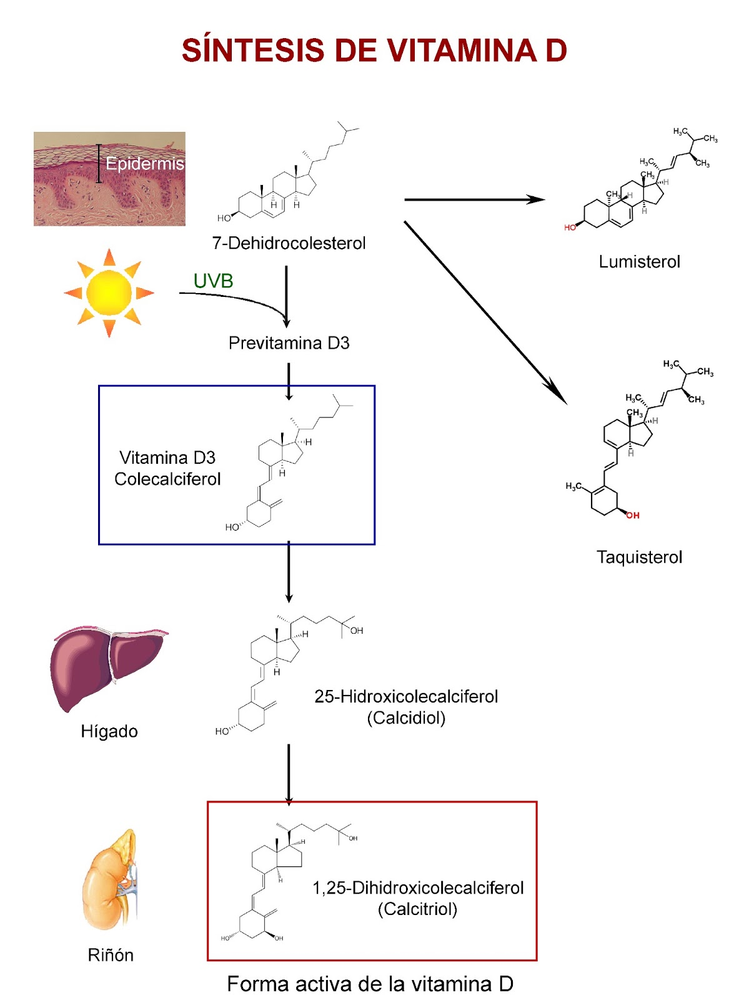 SÍNTESIS DE VITAMINA D
Epidermis
HO
H
H
7-Dehidrocolesterol
H₃C
CH₃
H₃C
CH₃
CH₃
H
CH₃
H
H
HO
Lumisterol
UVB
Previtamina D3
Vitamina D3
Colecalciferol
H
H
HO
H₃C
CH₃
H₃C
CH₃
CH₃
H
H
H₃C
OH
Taquisterol
OH
H
H
HO
25-Hidroxicolecalciferol
(Calcidiol)
Hígado
OH
H
H
HO
OH
1,25-Dihidroxicolecalciferol
(Calcitriol)
Riñón
Forma activa de la vitamina D